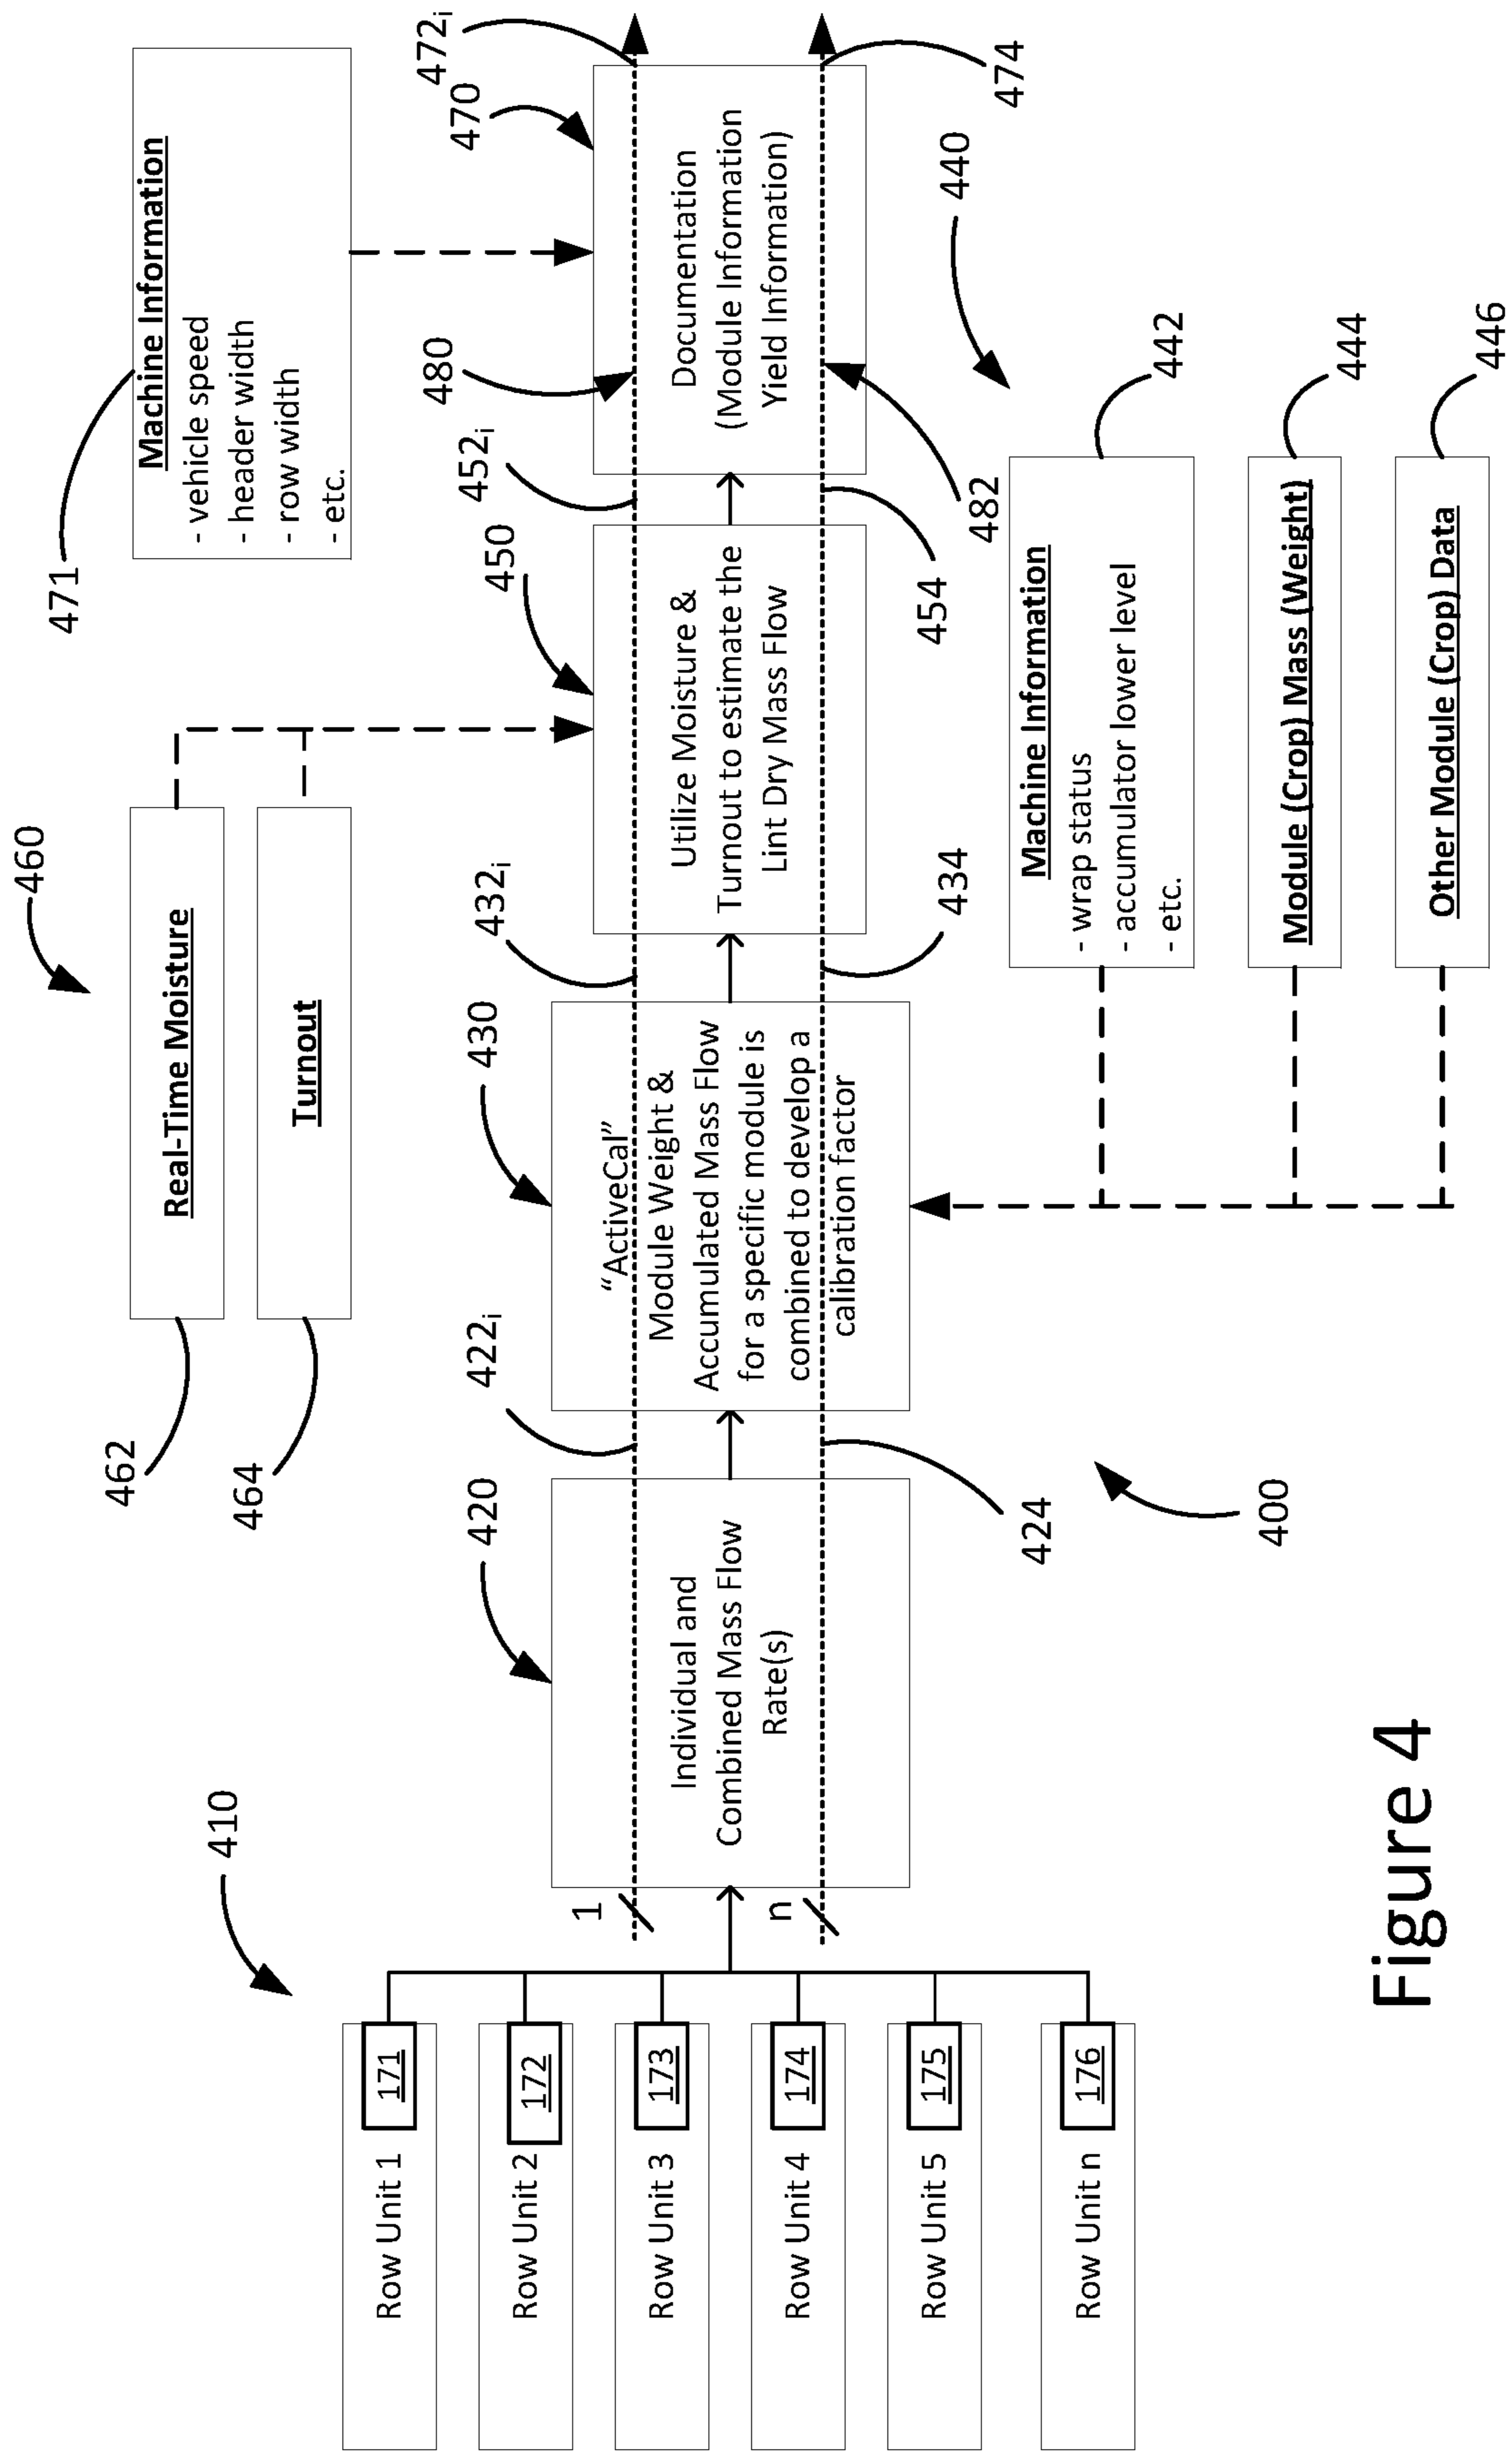 Machine Information
- vehicle speed
- header width
- row width
- etc.
471
460
Real-Time Moisture
462
Turnout
464
410
Row Unit 1
171
Row Unit 2
172
Row Unit 3
173
Row Unit 4
174
Row Unit 5
175
Row Unit n
176
1
n
420
Individual and
Combined Mass Flow
Rate(s)
422i
424
430
“ActiveCal”
Module Weight &
Accumulated Mass Flow
for a specific module is
combined to develop a
calibration factor
432i
434
450
Utilize Moisture &
Turnout to estimate the
Lint Dry Mass Flow
452i
454
480
482
470
Documentation
(Module Information
Yield Information)
472i
474
440
Machine Information
- wrap status
- accumulator lower level
- etc.
442
Module (Crop) Mass (Weight)
444
Other Module (Crop) Data
446
400
Figure 4